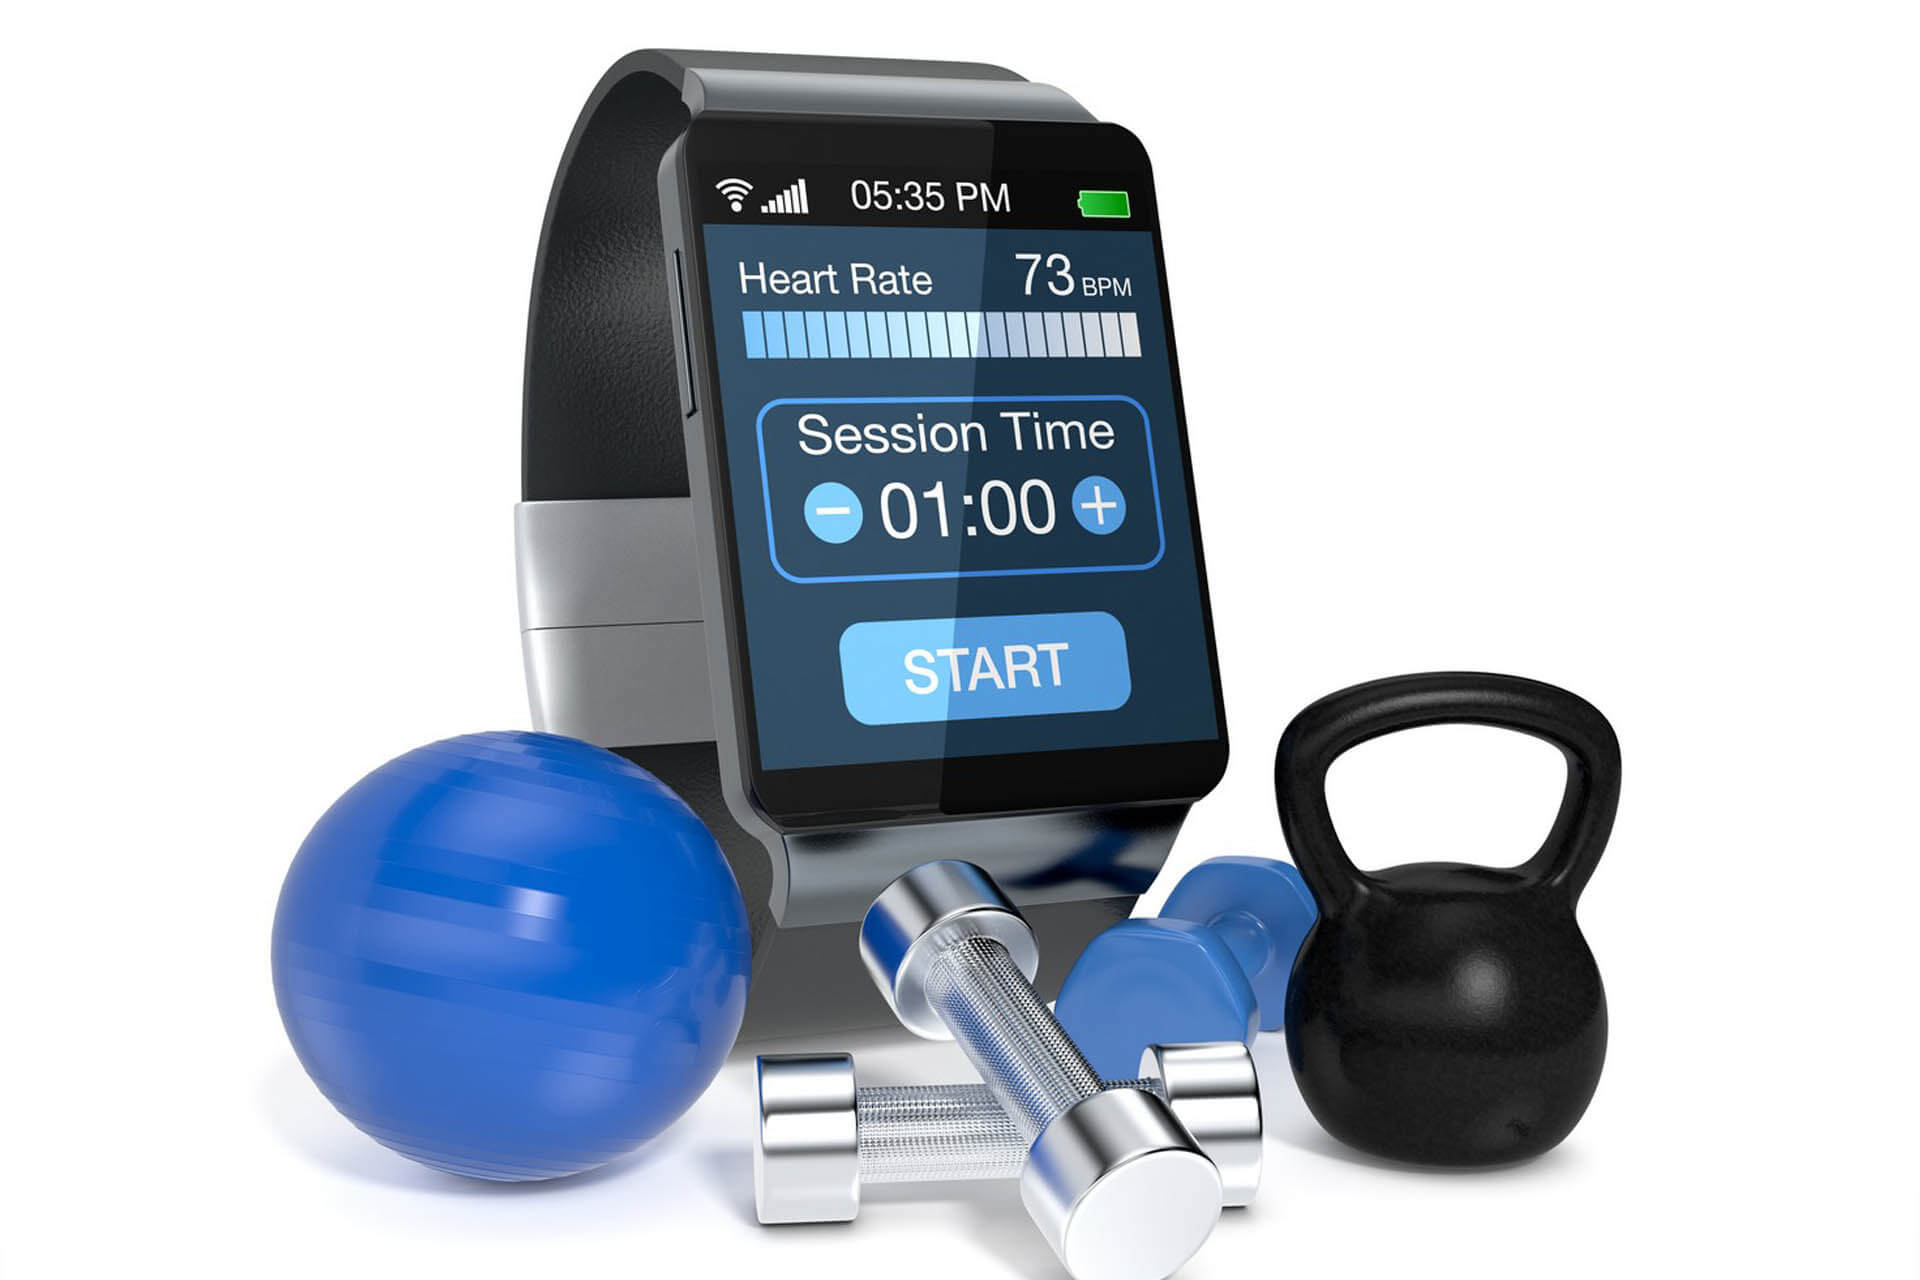 05:35 PM
Heart Rate 73 BPM
Session Time
− 01:00 +
START